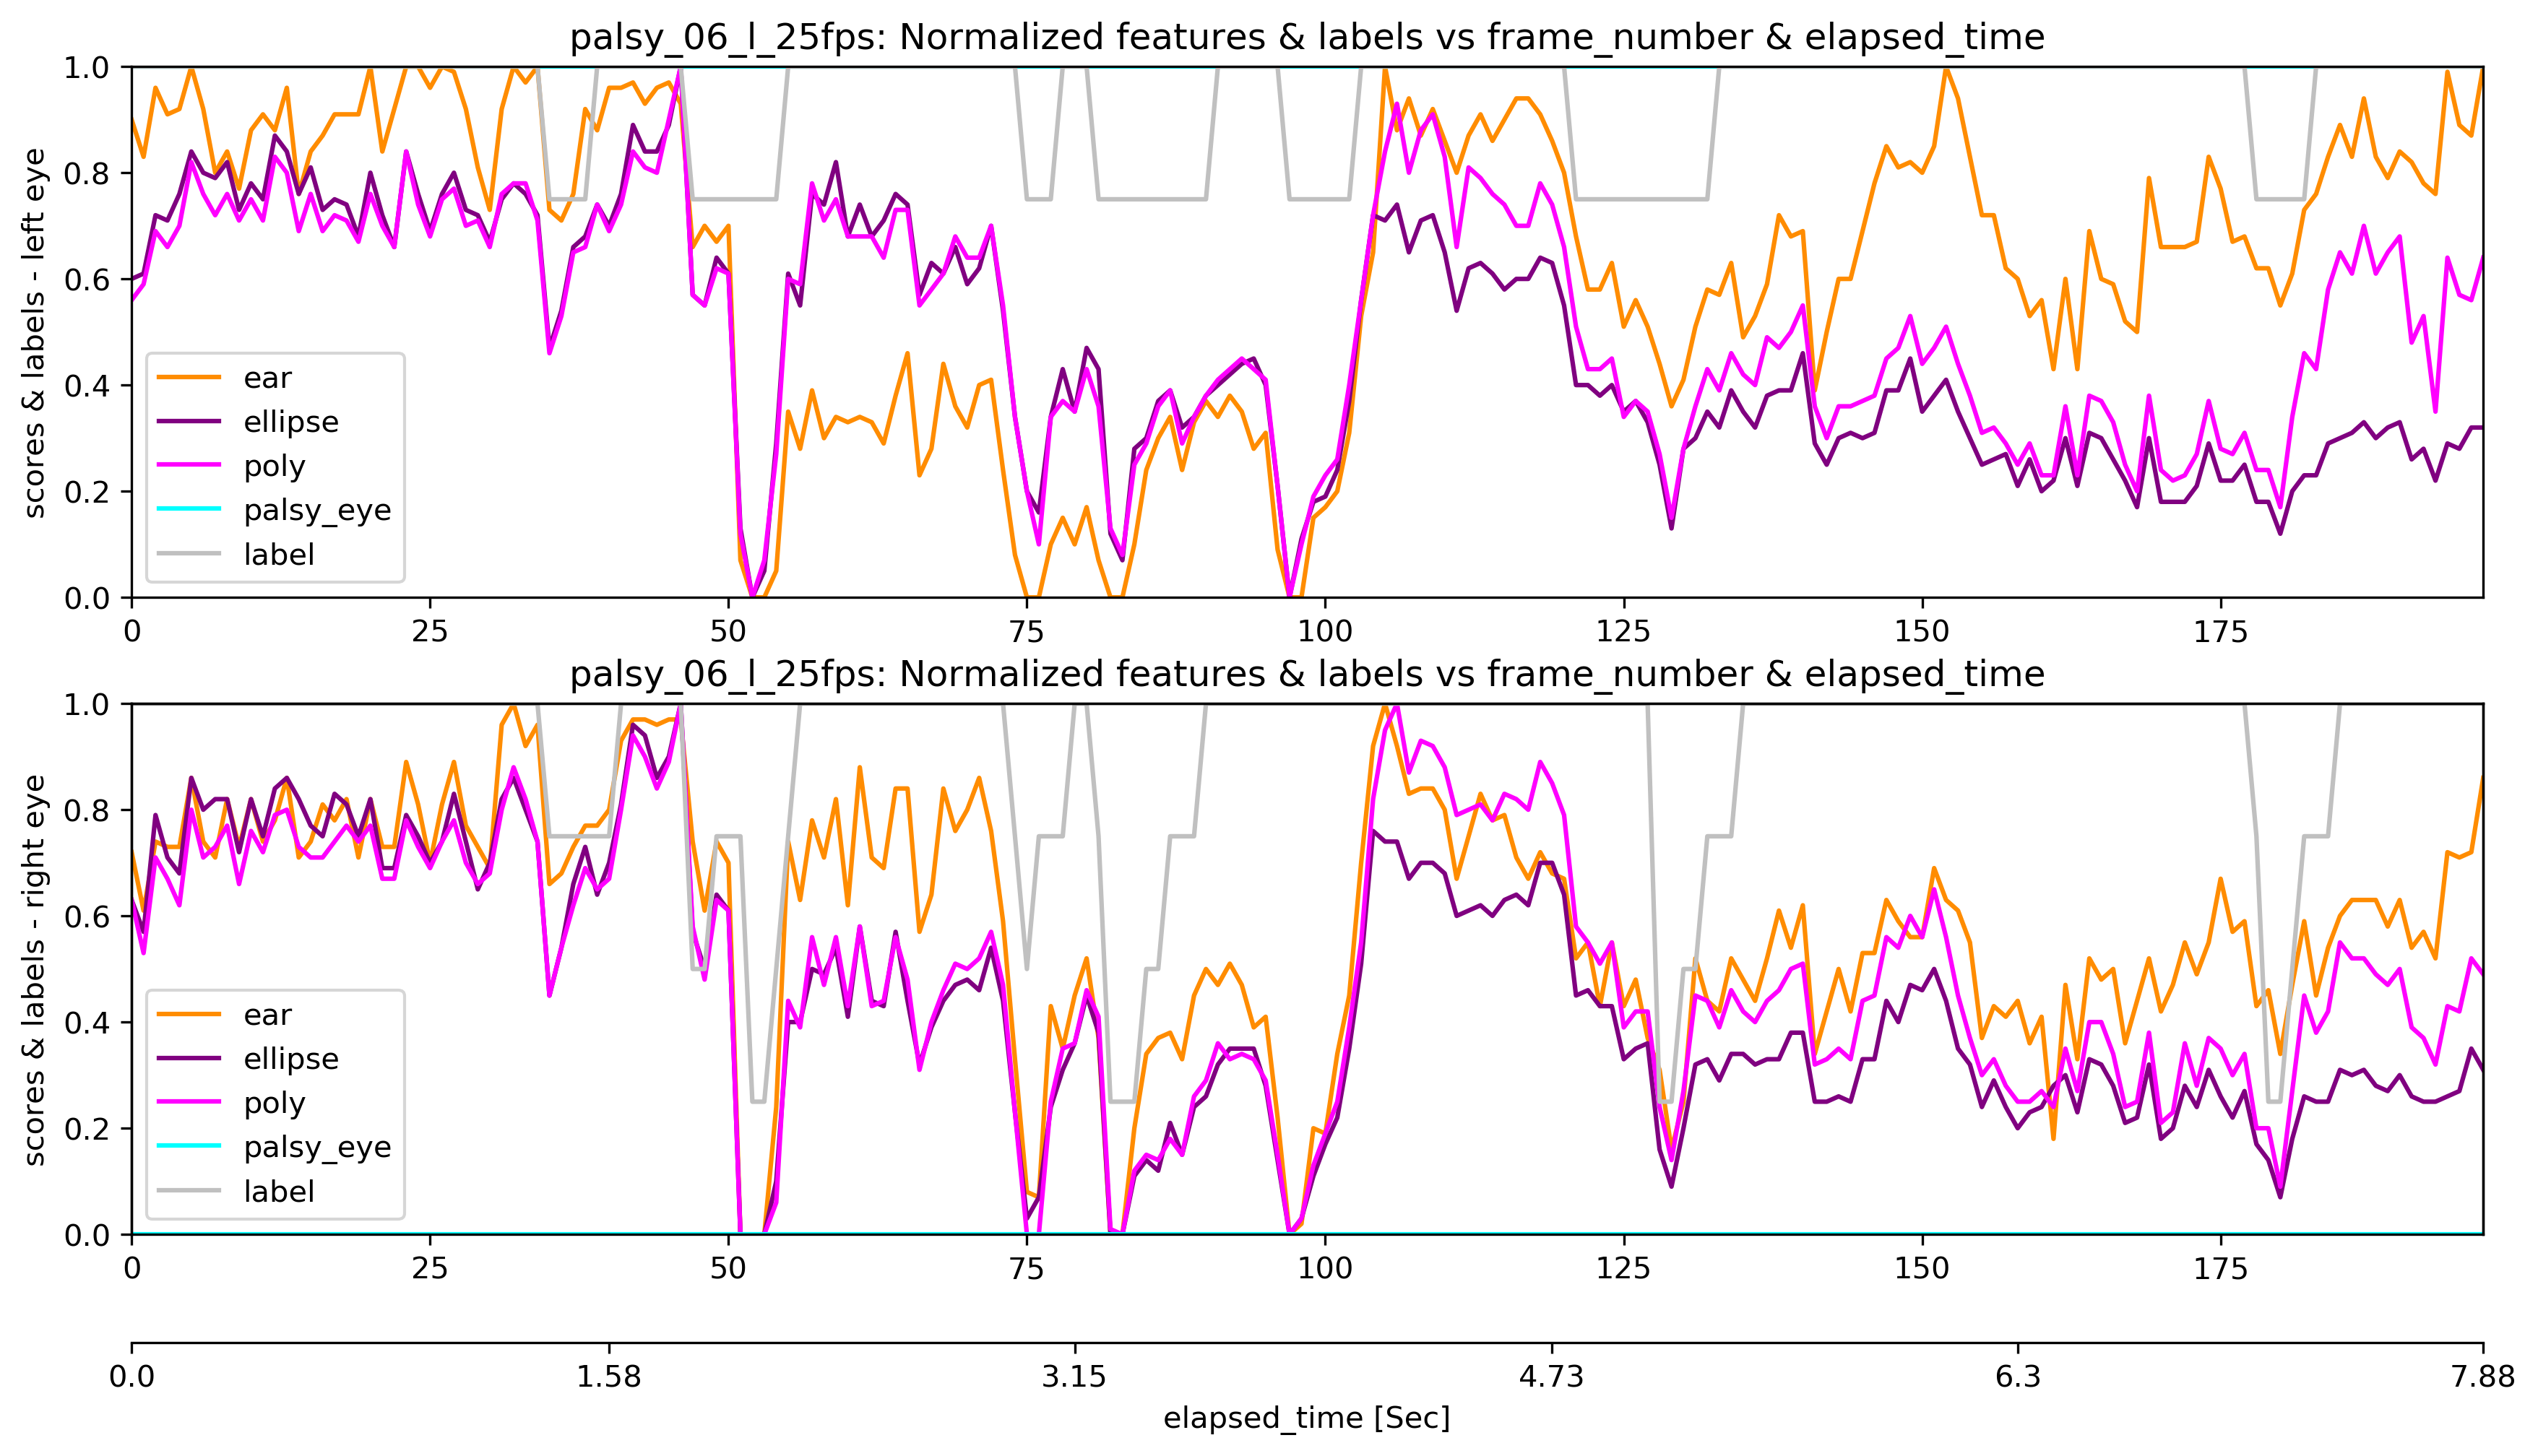 palsy_06_l_25fps: Normalized features & labels vs frame_number & elapsed_time
scores & labels - left eye
1.0
0.8
0.6
0.4
0.2
0.0
ear
ellipse
poly
palsy_eye
label
0 25 50 75 100 125 150 175
palsy_06_l_25fps: Normalized features & labels vs frame_number & elapsed_time
scores & labels - right eye
1.0
0.8
0.6
0.4
0.2
0.0
ear
ellipse
poly
palsy_eye
label
0 25 50 75 100 125 150 175
0.0 1.58 3.15 4.73 6.3 7.88
elapsed_time [Sec]